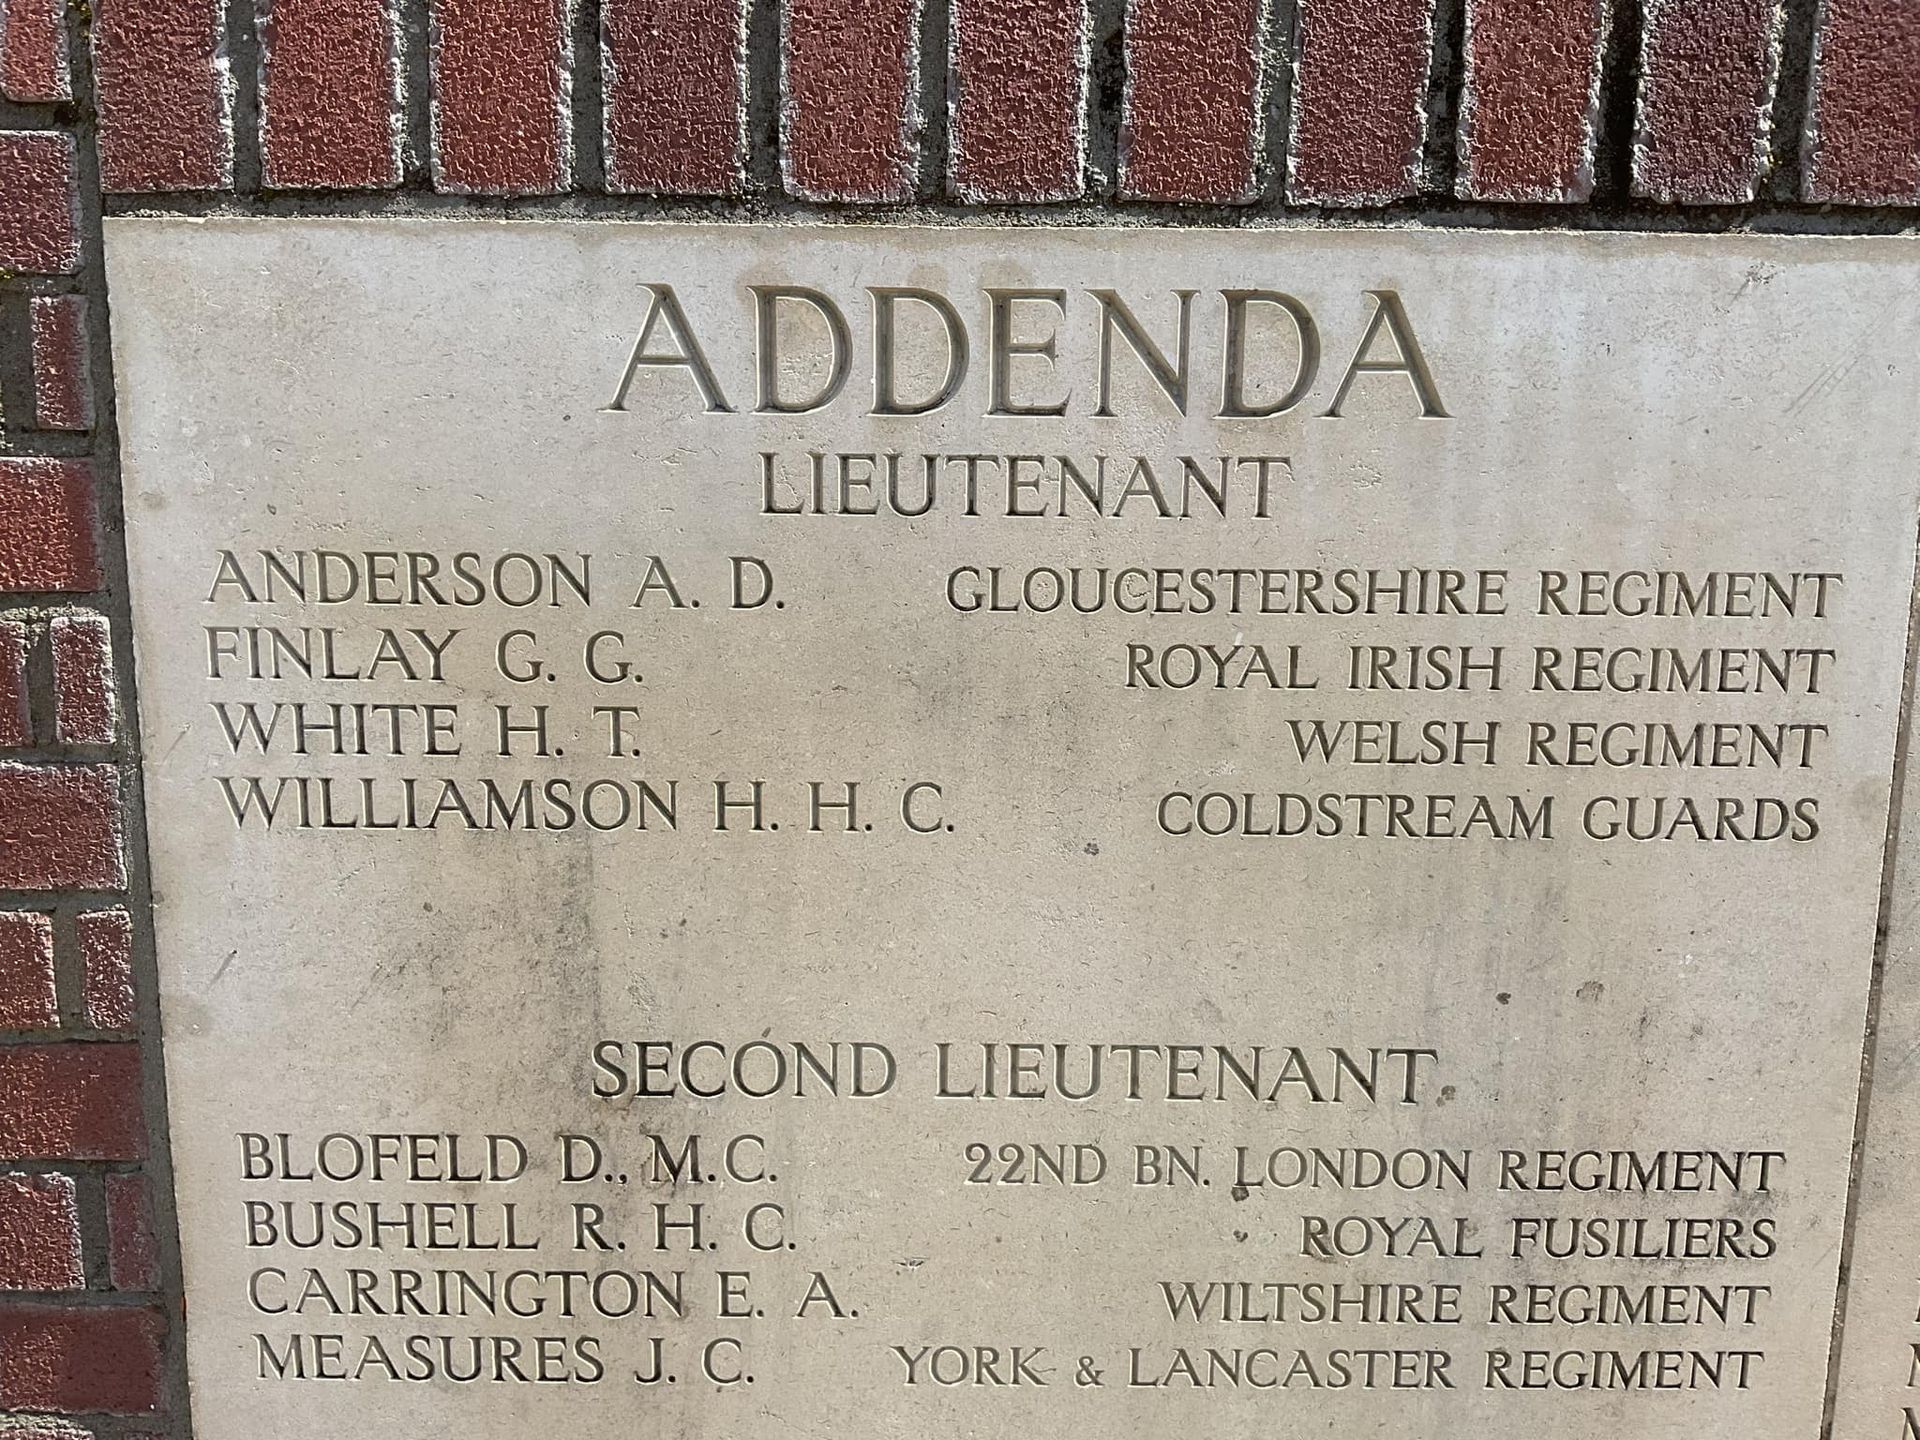 ADDENDA
LIEUTENANT
ANDERSON A. D. GLOUCESTERSHIRE REGIMENT
FINLAY G. G. ROYAL IRISH REGIMENT
WHITE H. T. WELSH REGIMENT
WILLIAMSON H. H. C. COLDSTREAM GUARDS
SECOND LIEUTENANT
BLOFELD D., M.C. 22ND BN. LONDON REGIMENT
BUSHELL R. H. C. ROYAL FUSILIERS
CARRINGTON E. A. WILTSHIRE REGIMENT
MEASURES J. C. YORK & LANCASTER REGIMENT